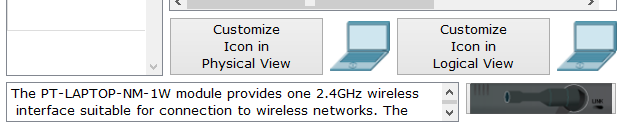 Customize
Icon in
Physical View
Customize
Icon in
Logical View
The PT-LAPTOP-NM-1W module provides one 2.4GHz wireless
interface suitable for connection to wireless networks. The
LINK